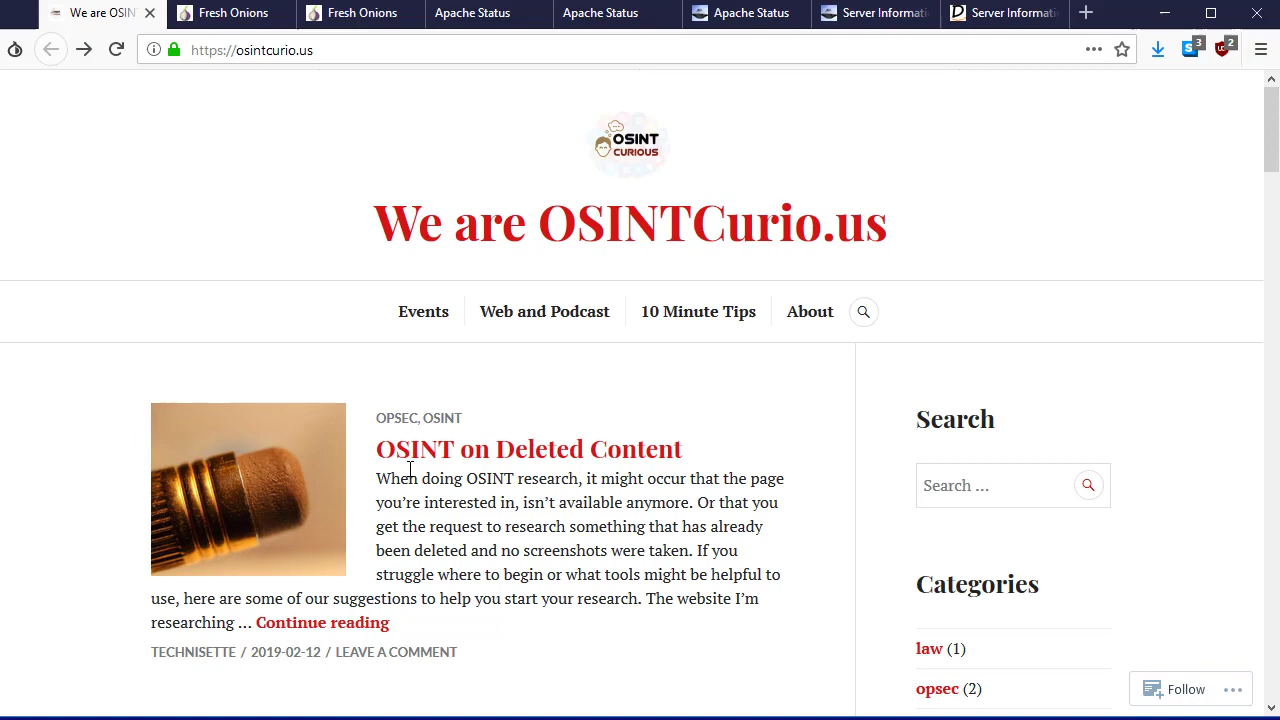 We are OSIN
Fresh Onions
Fresh Onions
Apache Status
Apache Status
Apache Status
Server Informati
Server Informati
https://osintcurio.us
3
2
OSINT
CURIOUS
We are OSINTCurio.us
Events
Web and Podcast
10 Minute Tips
About
OPSEC, OSINT
OSINT on Deleted Content
When doing OSINT research, it might occur that the page
you’re interested in, isn’t available anymore. Or that you
get the request to research something that has already
been deleted and no screenshots were taken. If you
struggle where to begin or what tools might be helpful to
use, here are some of our suggestions to help you start your research. The website I’m
researching … Continue reading
TECHNISETTE / 2019-02-12 / LEAVE A COMMENT
Search
Search …
Categories
law (1)
opsec (2)
Follow